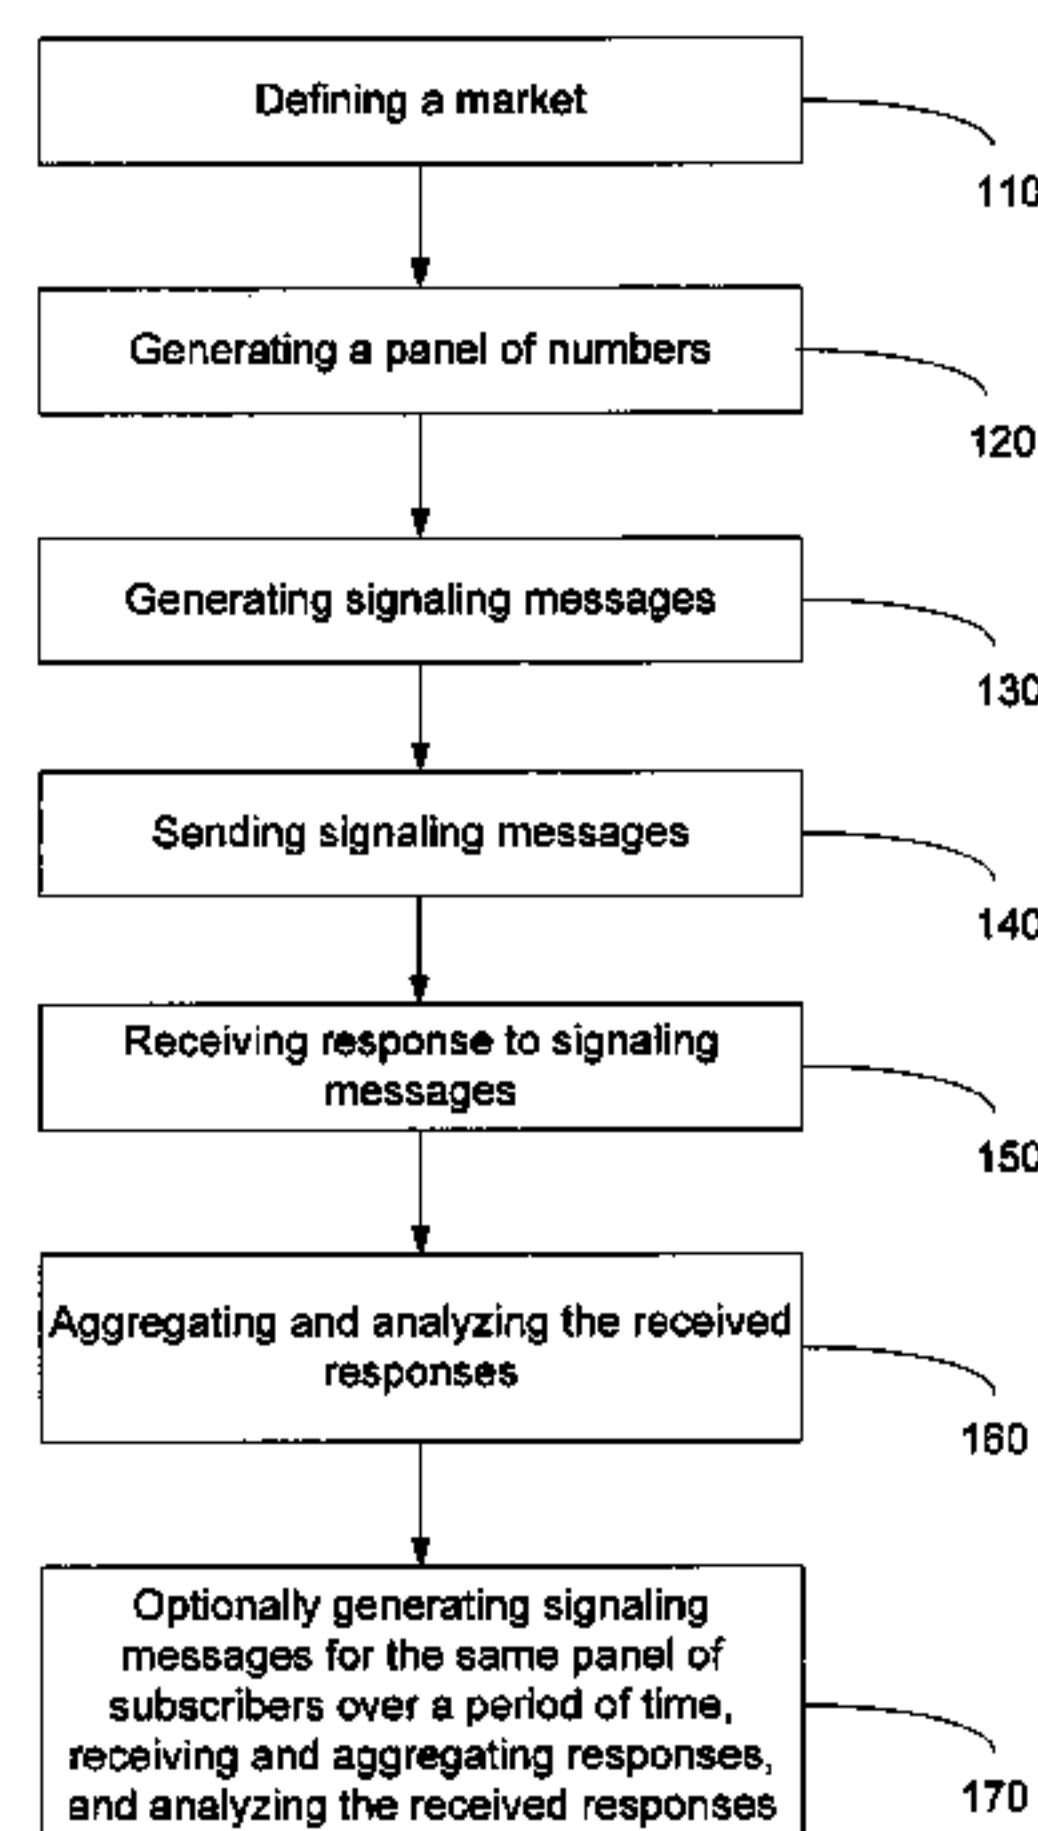 Defining a market
110
Generating a panel of numbers
120
Generating signaling messages
130
Sending signaling messages
140
Receiving response to signaling
messages
150
Aggregating and analyzing the received
responses
160
Optionally generating signaling
messages for the same panel of
subscribers over a period of time,
receiving and aggregating responses,
and analyzing the received responses
170